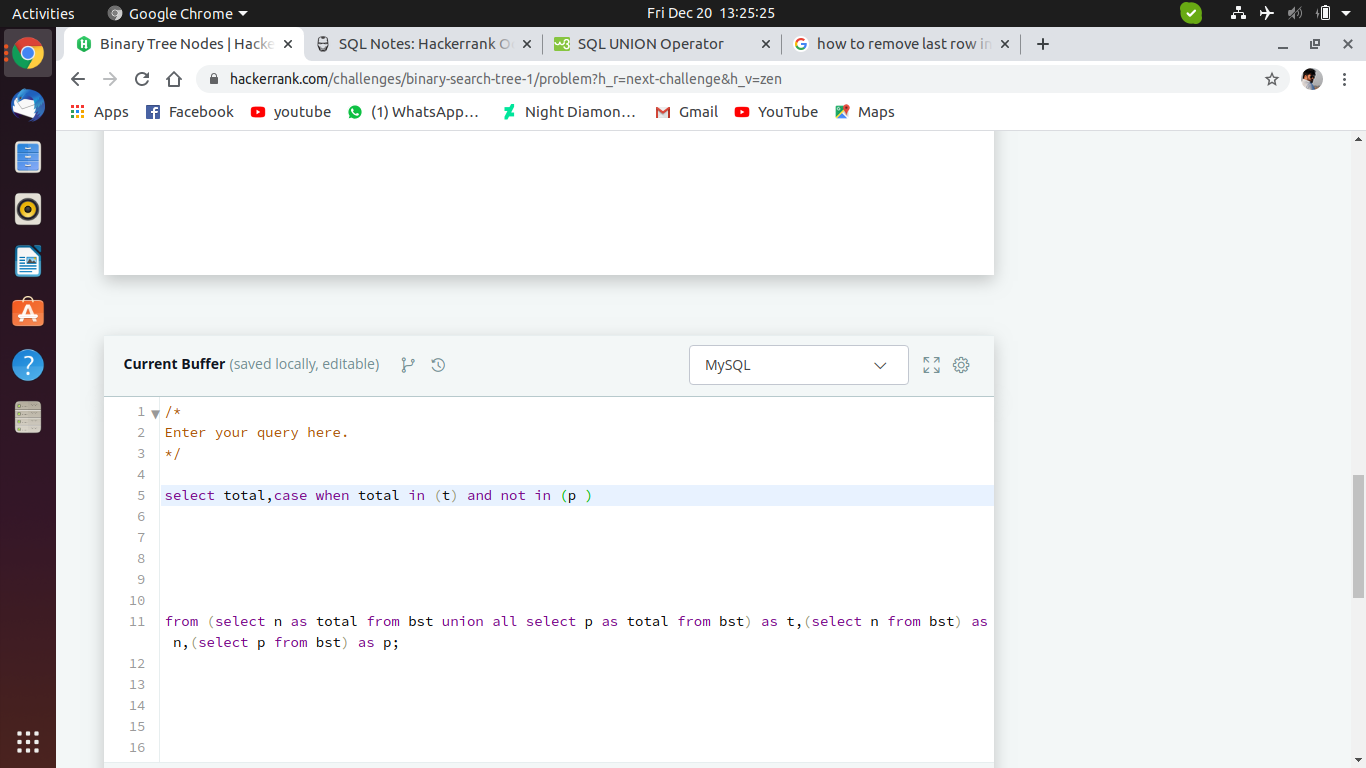 Activities
Google Chrome
Fri Dec 20 13:25:25
Binary Tree Nodes | Hacke
SQL Notes: Hackerrank O
w3
SQL UNION Operator
how to remove last row in
hackerrank.com/challenges/binary-search-tree-1/problem?h_r=next-challenge&h_v=zen
Apps
Facebook
youtube
(1) WhatsApp...
Night Diamon...
Gmail
YouTube
Maps
Current Buffer (saved locally, editable)
MySQL
1 /*
2 Enter your query here.
3 */
4
5 select total,case when total in (t) and not in (p )
6
7
8
9
10
11 from (select n as total from bst union all select p as total from bst) as t,(select n from bst) as
n,(select p from bst) as p;
12
13
14
15
16